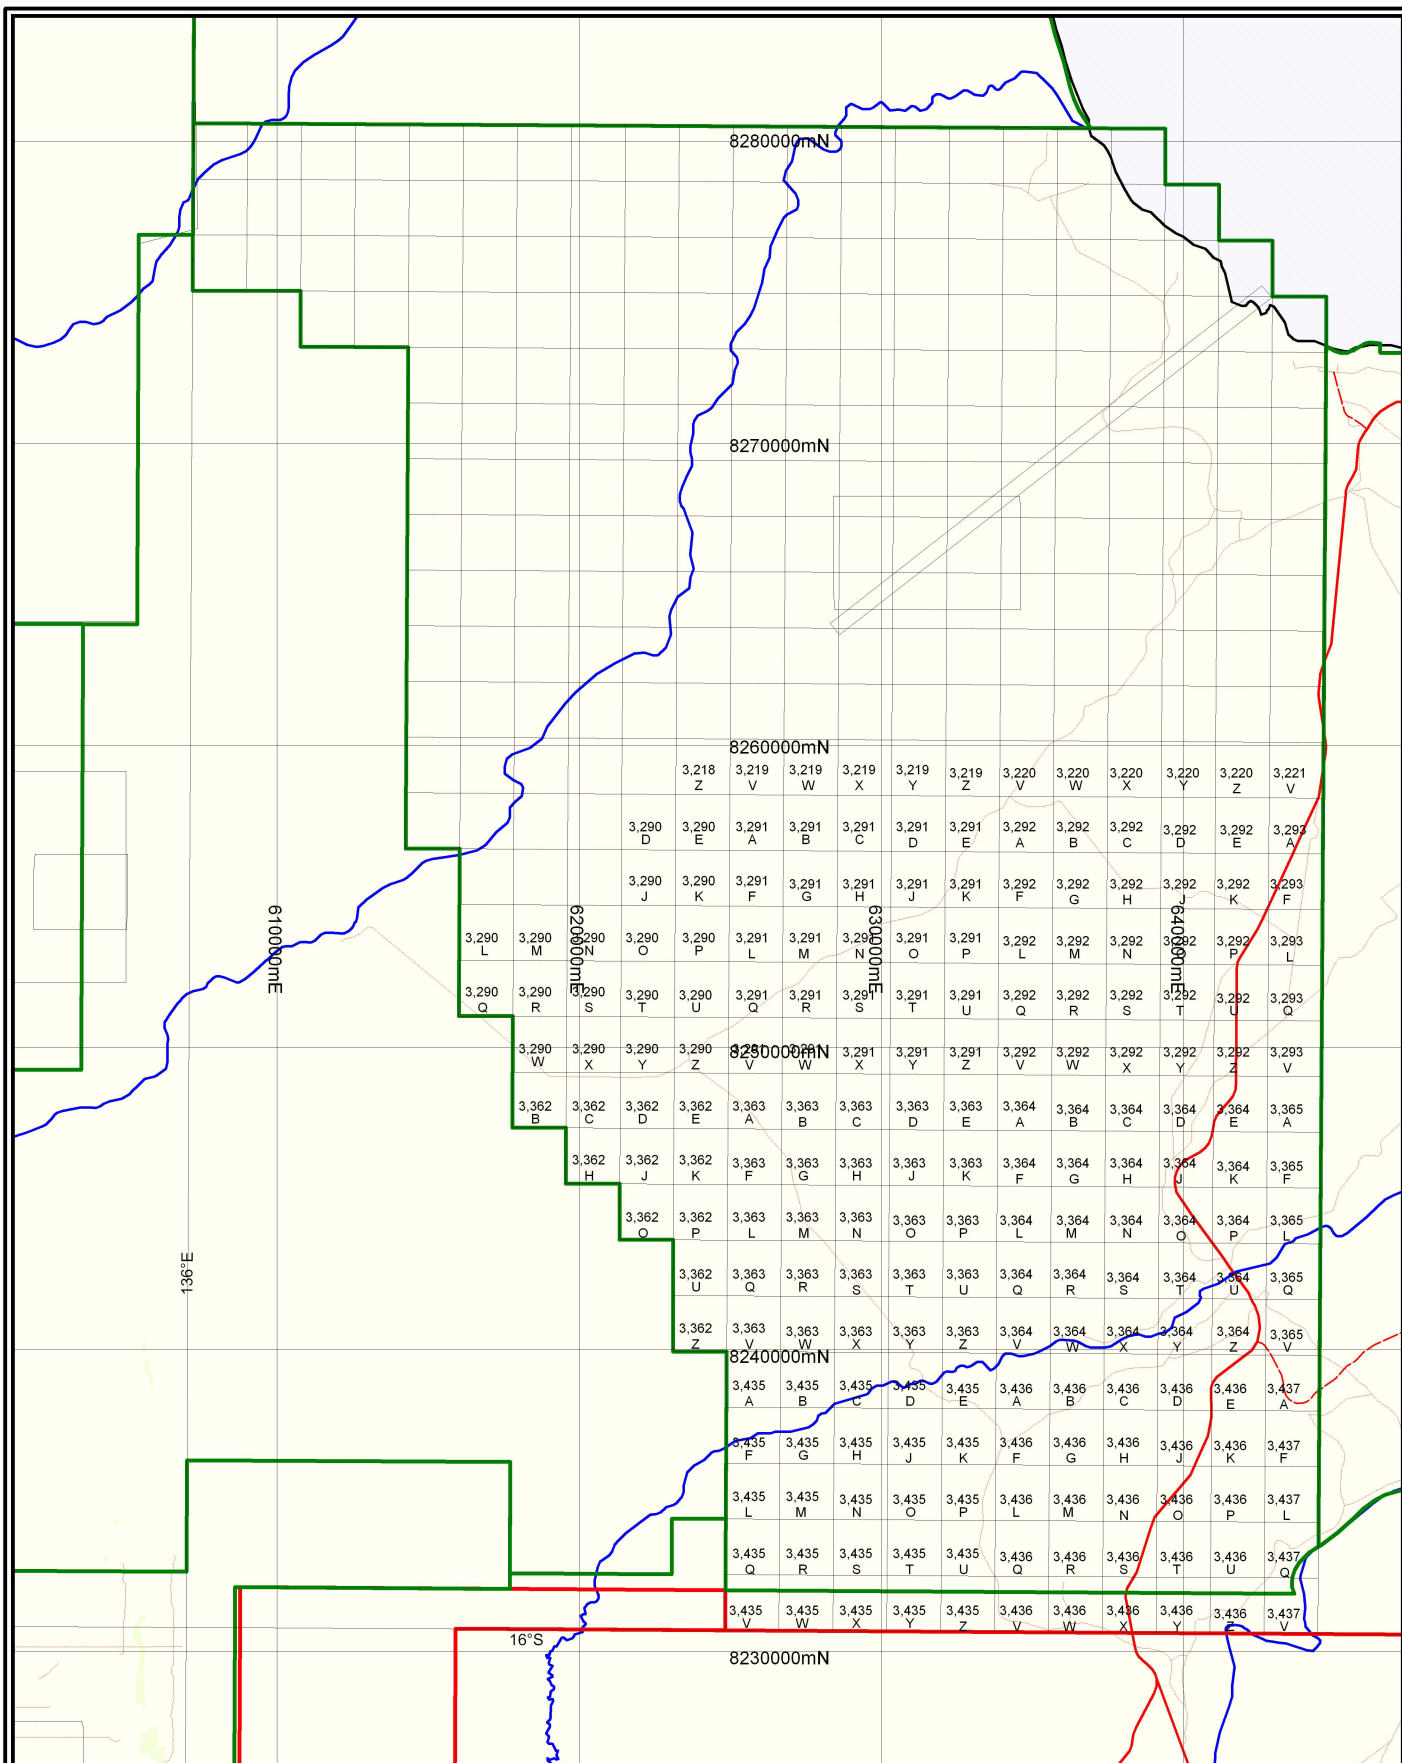 8280000mN
8270000mN
8260000mN
3,218 3,219 3,219 3,219 3,219 3,219 3,220 3,220 3,220 3,220 3,220 3,221
Z V W X Y Z V W X Y Z V
3,290 3,290 3,291 3,291 3,291 3,291 3,291 3,292 3,292 3,292 3,292 3,292 3,293
D E A B C D E A B C D E A
3,290 3,290 3,291 3,291 3,291 3,291 3,291 3,292 3,292 3,292 3,292 3,292 3,293
J K F G H J K F G H J K F
610000mE 620000mE 630000mE 640000mE
3,290 3,290 3,290 3,290 3,290 3,291 3,291 3,291 3,291 3,291 3,292 3,292 3,292 3,292 3,292 3,293
L M N O P L M N O P L M N O P L
3,290 3,290 3,290 3,290 3,290 3,291 3,291 3,291 3,291 3,291 3,292 3,292 3,292 3,292 3,292 3,293
Q R S T U Q R S T U Q R S T U Q
3,290 3,290 3,290 3,290 3,291 3,291 3,291 3,291 3,291 3,292 3,292 3,292 3,292 3,292 3,293
8250000mN
W X Y Z V W X Y Z V W X Y Z V
3,362 3,362 3,362 3,362 3,363 3,363 3,363 3,363 3,363 3,364 3,364 3,364 3,364 3,364 3,365
B C D E A B C D E A B C D E A
3,362 3,362 3,362 3,363 3,363 3,363 3,363 3,363 3,364 3,364 3,364 3,364 3,364 3,365
H J K F G H J K F G H J K F
3,362 3,362 3,363 3,363 3,363 3,363 3,363 3,364 3,364 3,364 3,364 3,364 3,365
O P L M N O P L M N O P L
136°E
3,362 3,363 3,363 3,363 3,363 3,363 3,364 3,364 3,364 3,364 3,364 3,365
U Q R S T U Q R S T U Q
3,362 3,363 3,363 3,363 3,363 3,363 3,364 3,364 3,364 3,364 3,364 3,365
Z V W X Y Z V W X Y Z V
8240000mN
3,435 3,435 3,435 3,435 3,435 3,436 3,436 3,436 3,436 3,436 3,437
A B C D E A B C D E A
3,435 3,435 3,435 3,435 3,435 3,436 3,436 3,436 3,436 3,436 3,437
F G H J K F G H J K F
3,435 3,435 3,435 3,435 3,435 3,436 3,436 3,436 3,436 3,436 3,437
L M N O P L M N O P L
3,435 3,435 3,435 3,435 3,435 3,436 3,436 3,436 3,436 3,436 3,437
Q R S T U Q R S T U Q
3,435 3,435 3,435 3,435 3,435 3,436 3,436 3,436 3,436 3,436 3,437
V W X Y Z V W X Y Z V
16°S
8230000mN